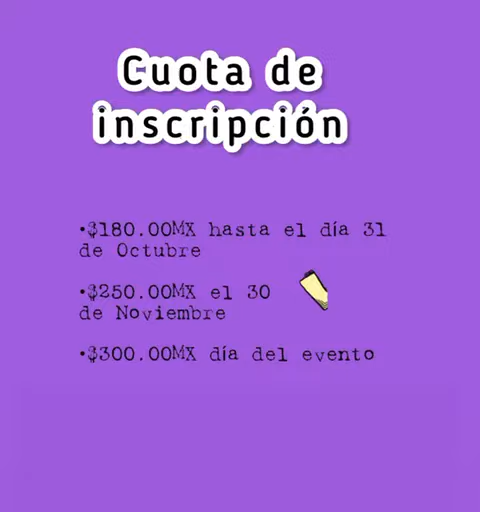 Cuota de
inscripción
•$180.00MX hasta el día 31
de Octubre
•$250.00MX el 30
de Noviembre
•$300.00MX día del evento